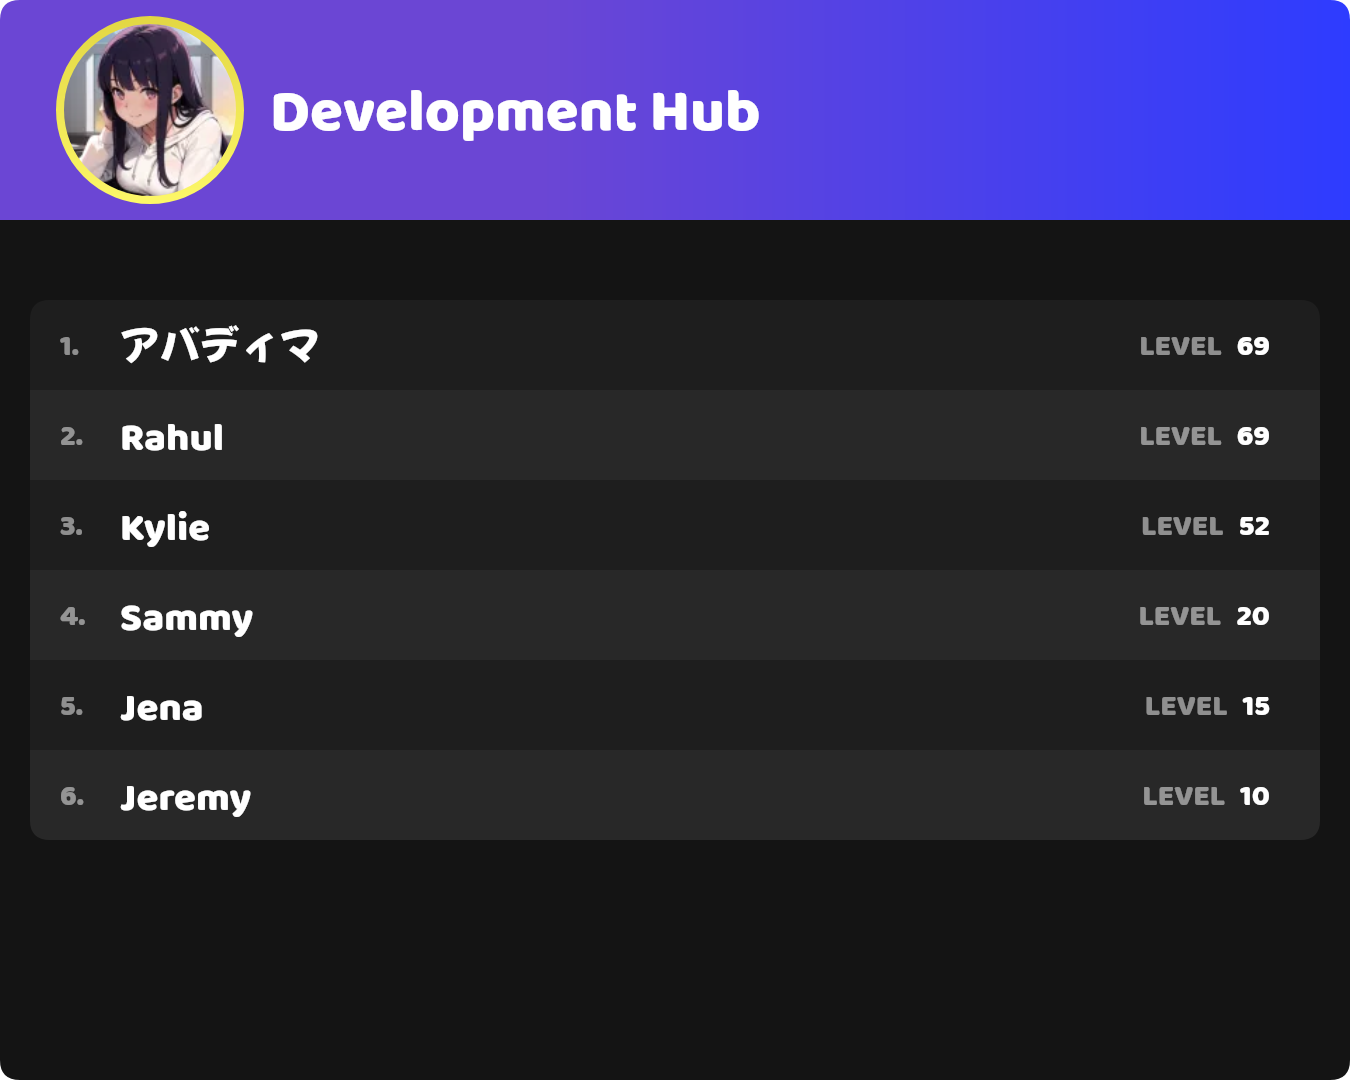 Development Hub
1. アバディマ LEVEL 69
2. Rahul LEVEL 69
3. Kylie LEVEL 52
4. Sammy LEVEL 20
5. Jena LEVEL 15
6. Jeremy LEVEL 10